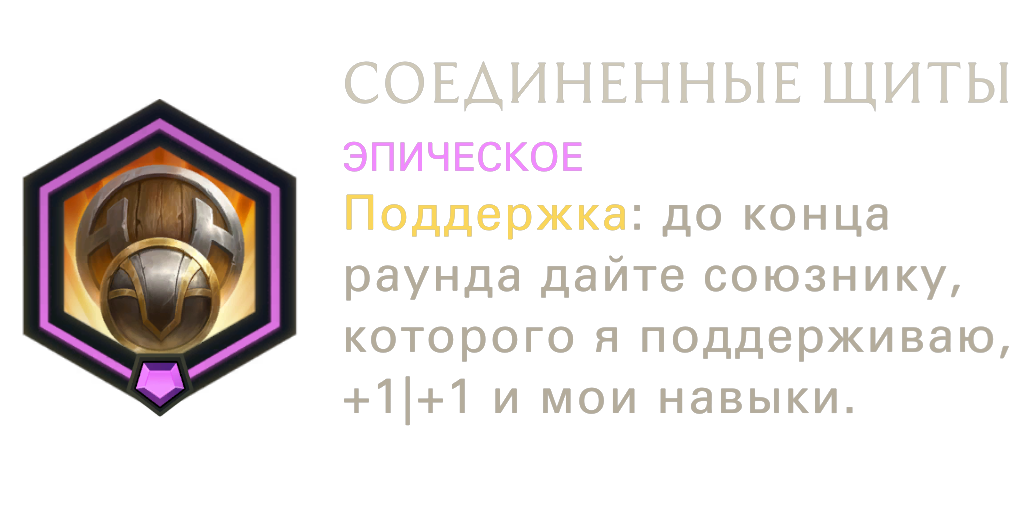 СОЕДИНЕННЫЕ ЩИТЫ
ЭПИЧЕСКОЕ
Поддержка: до конца
раунда дайте союзнику,
которого я поддерживаю,
+1|+1 и мои навыки.